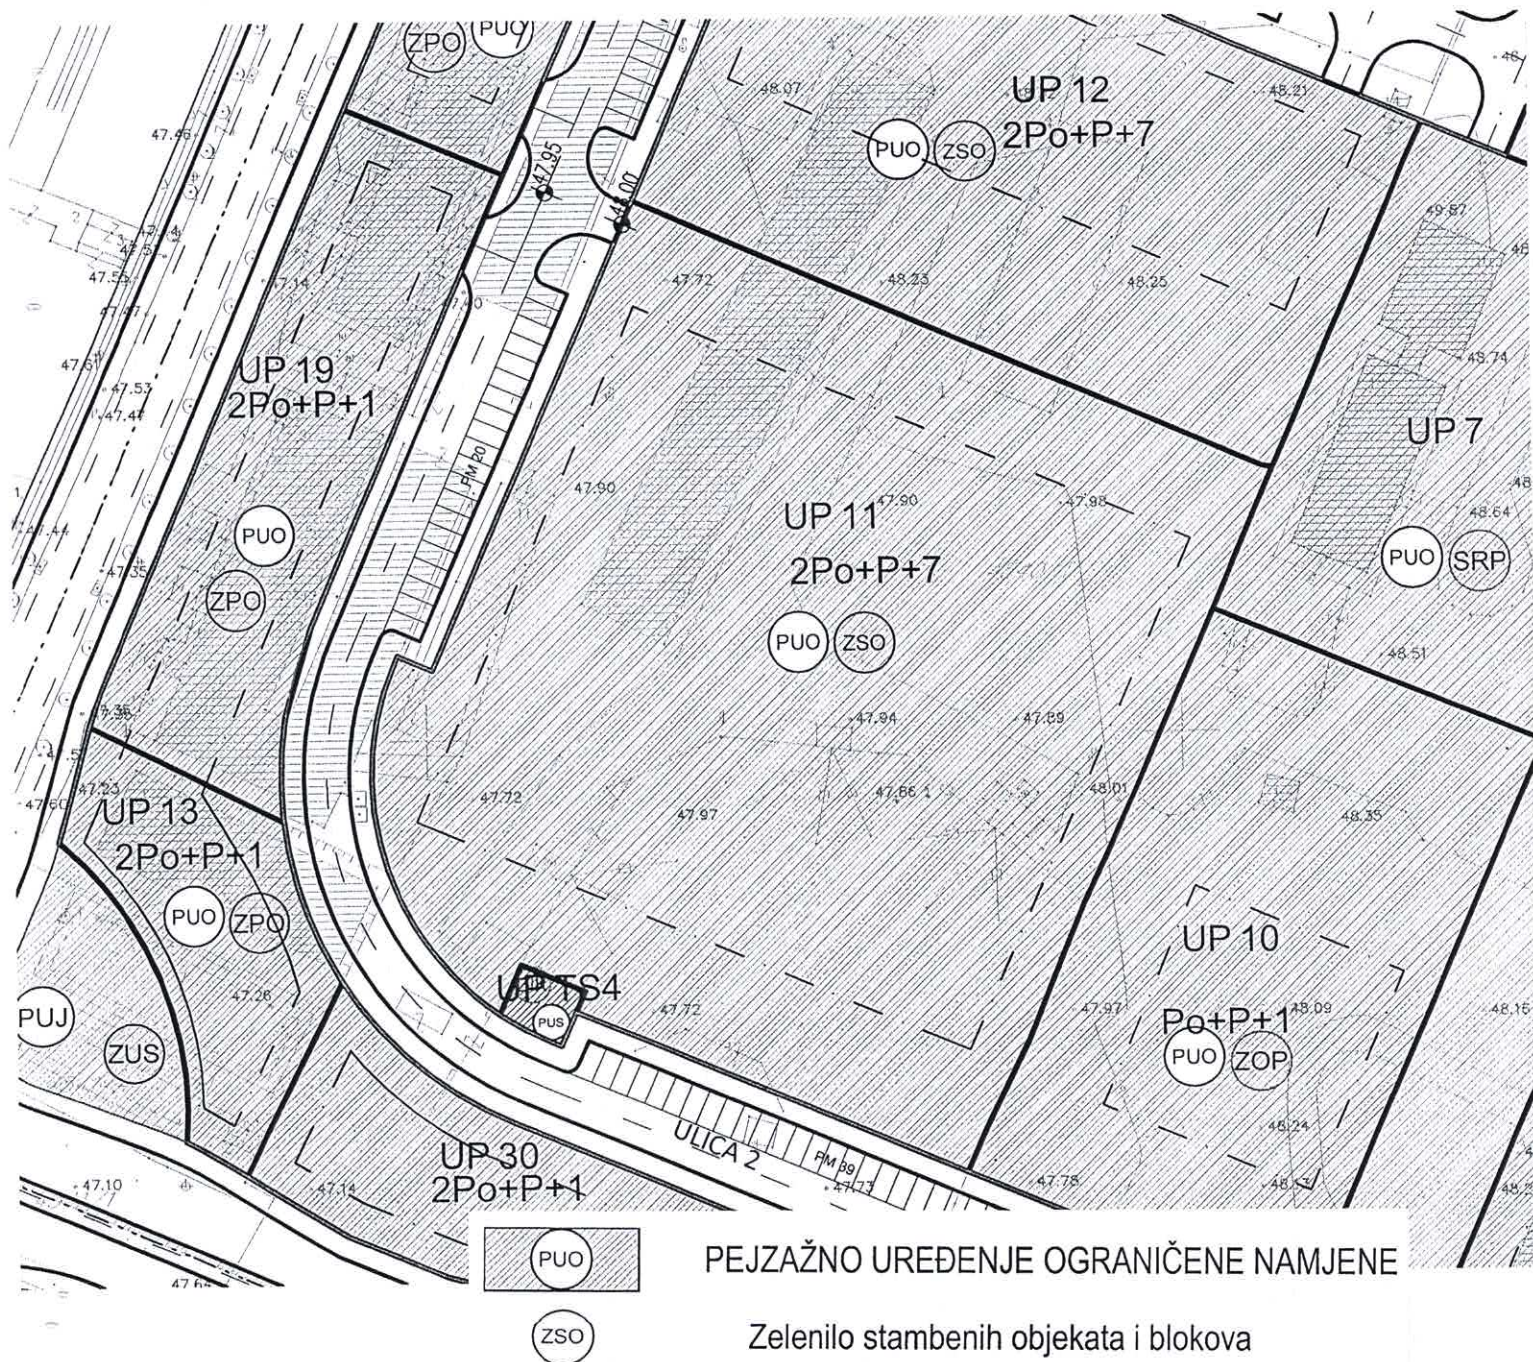 ZPO PUO
UP 12
2Po+P+7
PUO ZSO
48.07
48.21
47.46
47.95
48.00
49.87
47.14
47.72
48.23
48.25
48.74
UP 19
2Po+P+1
47.61
47.53
47.47
UP 7
PM 20
47.90
47.90
47.98
48.64
UP 11
2Po+P+7
PUO
ZPO
PUO SRP
47.44
47.35
PUO ZSO
48.51
47.94
47.89
47.23
47.60
UP 13
2Po+P+1
47.72
47.97
47.86
48.01
48.35
PUO ZPO
UP 10
47.26
UP TS4
PUS
47.72
47.97
Po+P+1
48.09
48.16
PUJ
ZUS
PUO ZOP
48.24
ULICA 2
PM 39
UP 30
2Po+P+1
47.10
47.14
47.73
47.78
47.64
PUO PEJZAŽNO UREĐENJE OGRANIČENE NAMJENE
ZSO Zelenilo stambenih objekata i blokova